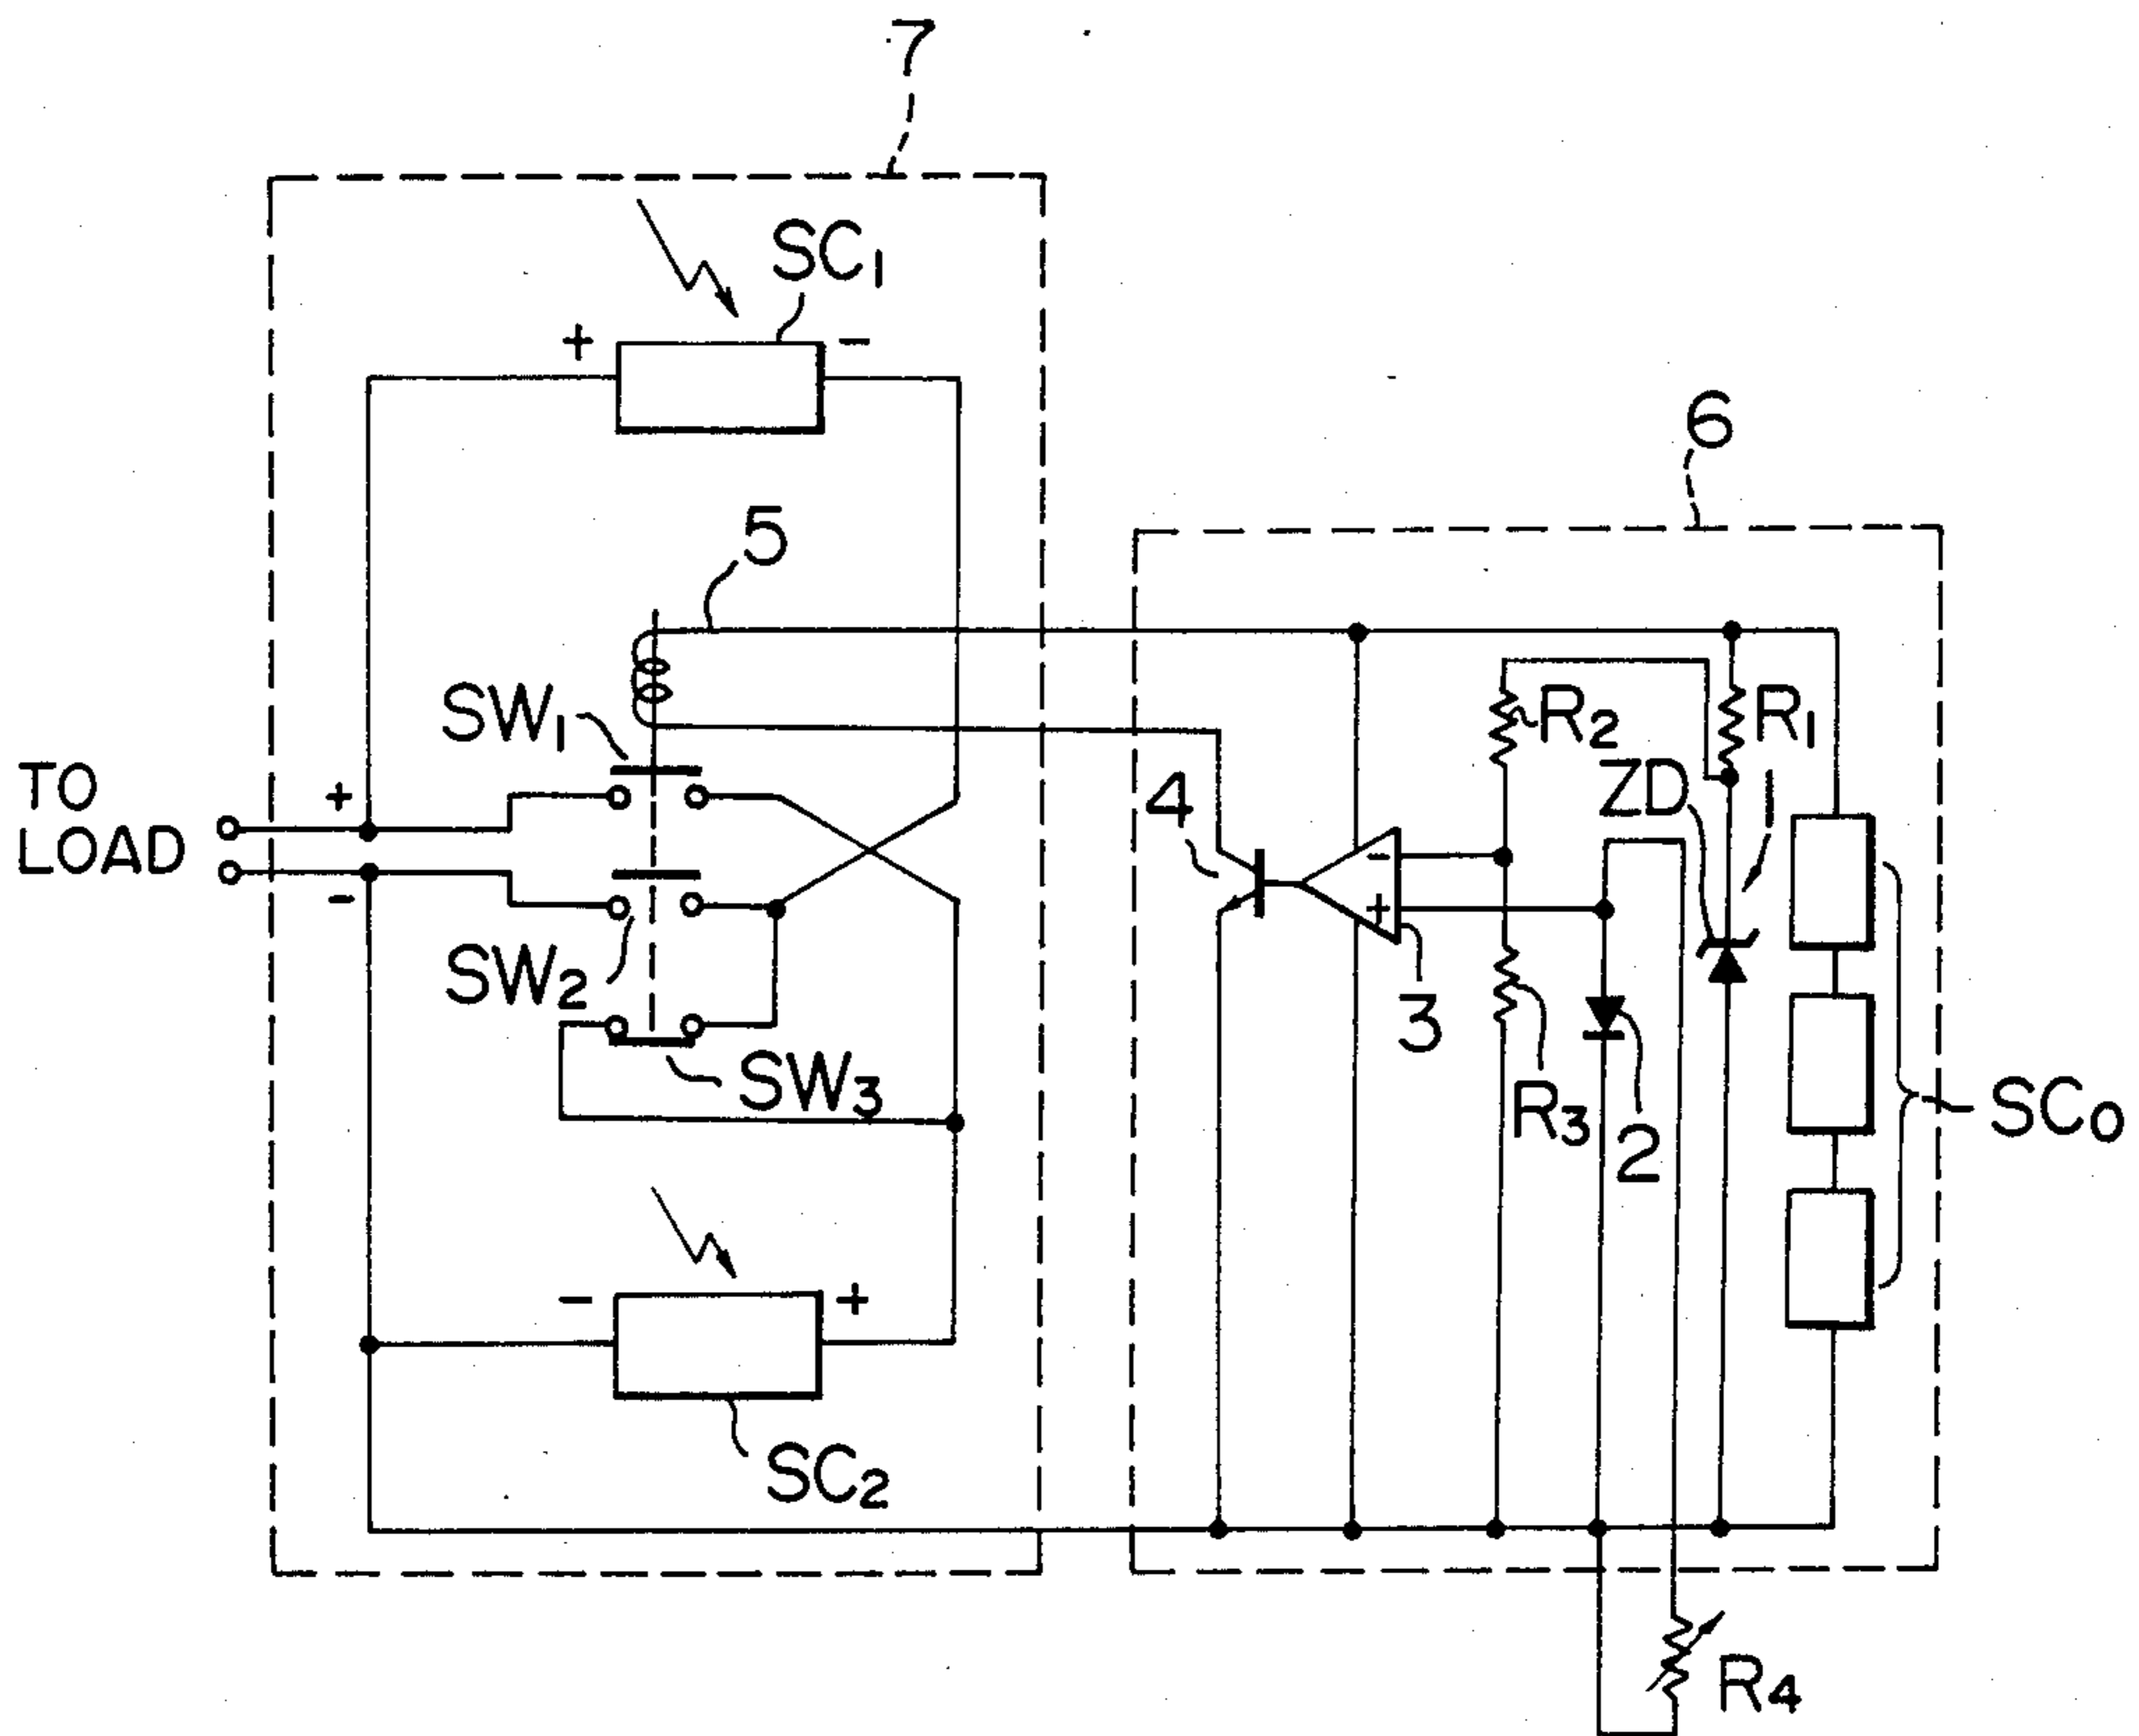 7
SC1
+ -
6
5
SW1
R2
R1
ZD
1
4
TO
LOAD
+
-
-
+
3
SW2
SW3
R3
2
SC0
- +
SC2
R4